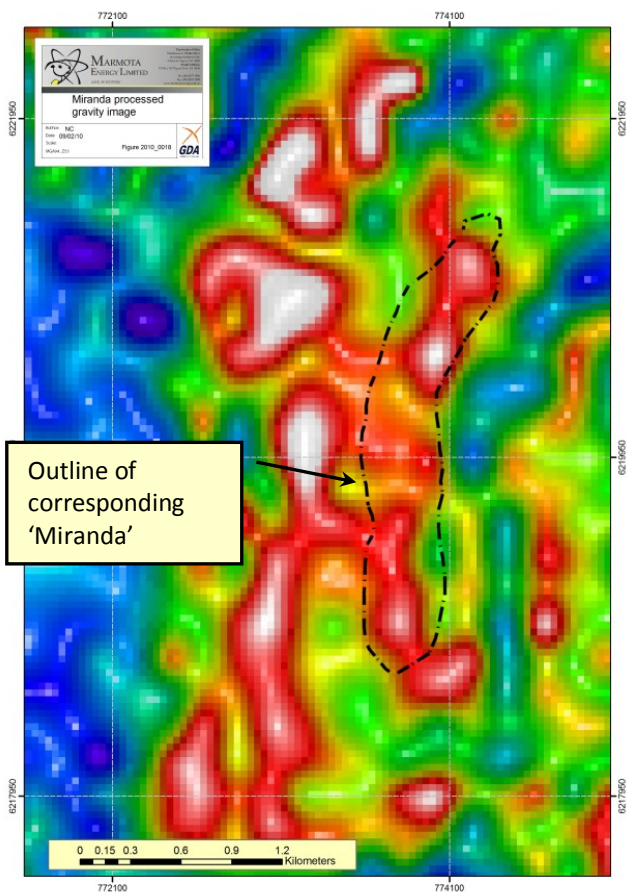 772100
774100
MARMOTA
ENERGY LIMITED
Miranda processed
gravity image
Author: NC
Date: 09/02/10
Scale:
Figure 2010_0018
GDA
6221950
6221950
6219950
Outline of
corresponding
‘Miranda’
6217950
6217950
0 0.15 0.3 0.6 0.9 1.2
Kilometers
772100
774100